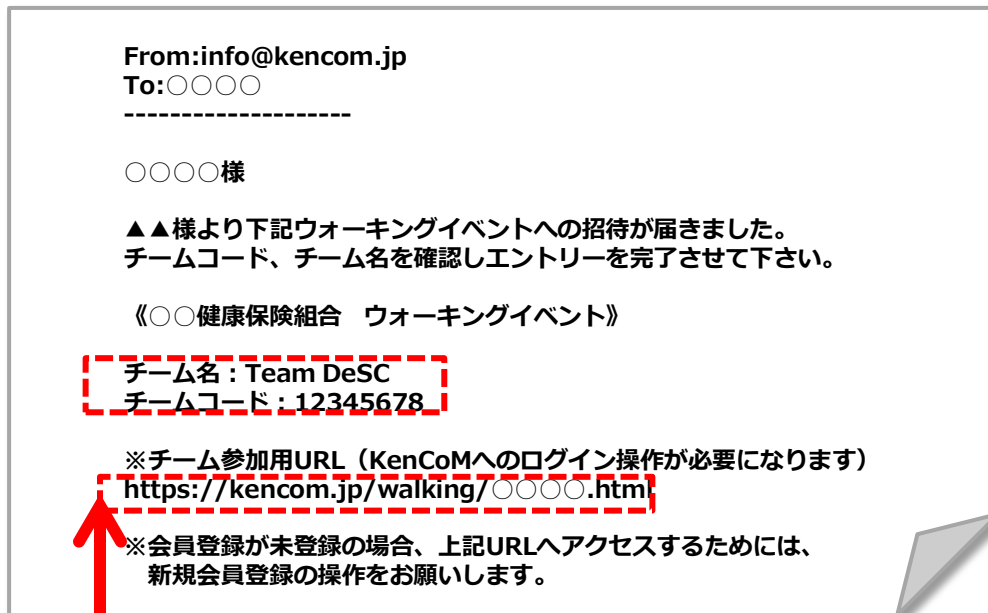 From:info@kencom.jp
To:○○○○
--------------------
○○○○様
▲▲様より下記ウォーキングイベントへの招待が届きました。
チームコード、チーム名を確認しエントリーを完了させて下さい。
《○○健康保険組合　ウォーキングイベント》
チーム名：Team DeSC
チームコード：12345678
※チーム参加用URL（KenCoMへのログイン操作が必要になります）
https://kencom.jp/walking/○○○○.html
※会員登録が未登録の場合、上記URLへアクセスするためには、
新規会員登録の操作をお願いします。